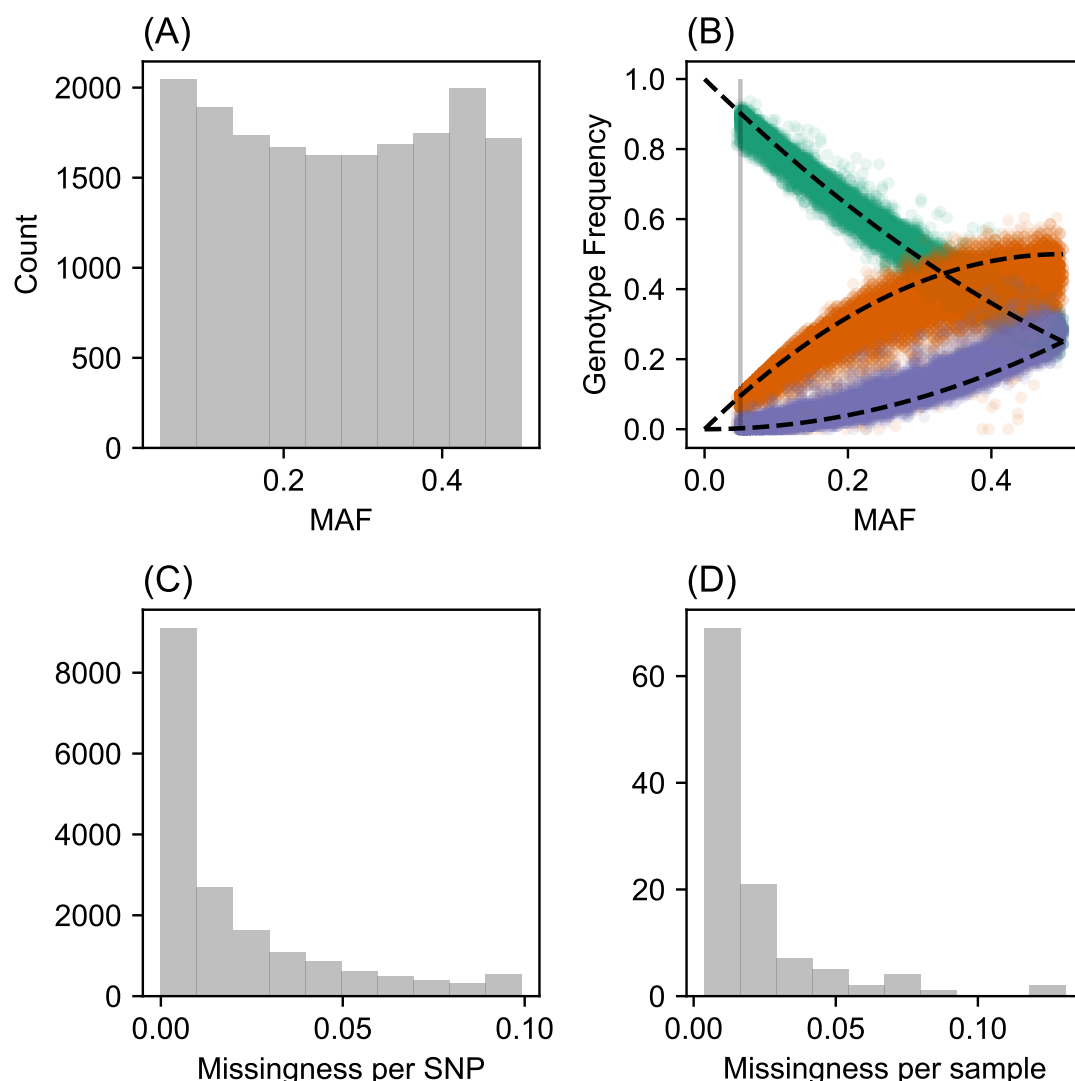 (A)
2000
1500
1000
500
0
Count
0.2 0.4
MAF
(B)
1.0
0.8
0.6
0.4
0.2
0.0
Genotype Frequency
0.0 0.2 0.4
MAF
(C)
8000
6000
4000
2000
0
0.00 0.05 0.10
Missingness per SNP
(D)
60
40
20
0
0.00 0.05 0.10
Missingness per sample